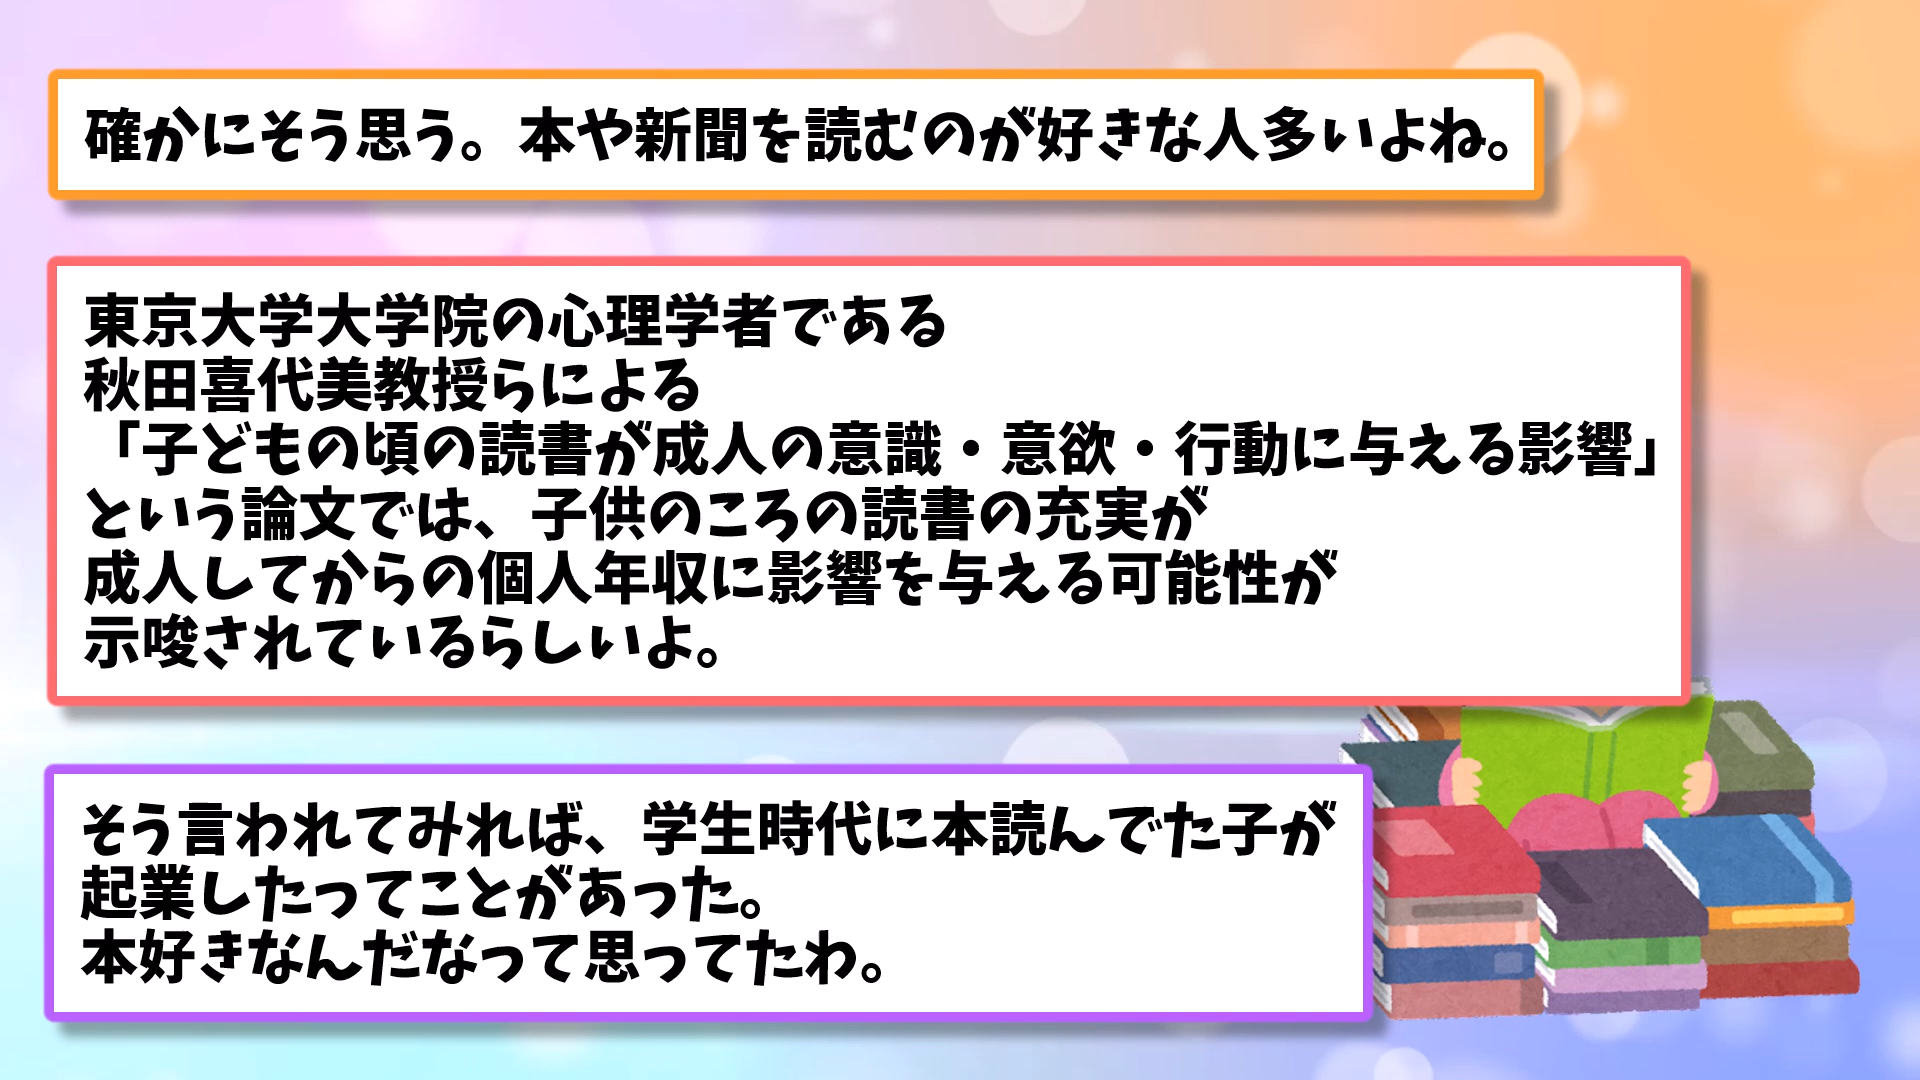 確かにそう思う。本や新聞を読むのが好きな人多いよね。
東京大学大学院の心理学者である
秋田喜代美教授らによる
「子どもの頃の読書が成人の意識・意欲・行動に与える影響」
という論文では、子供のころの読書の充実が
成人してからの個人年収に影響を与える可能性が
示唆されているらしいよ。
そう言われてみれば、学生時代に本読んでた子が
起業したってことがあった。
本好きなんだなって思ってたわ。